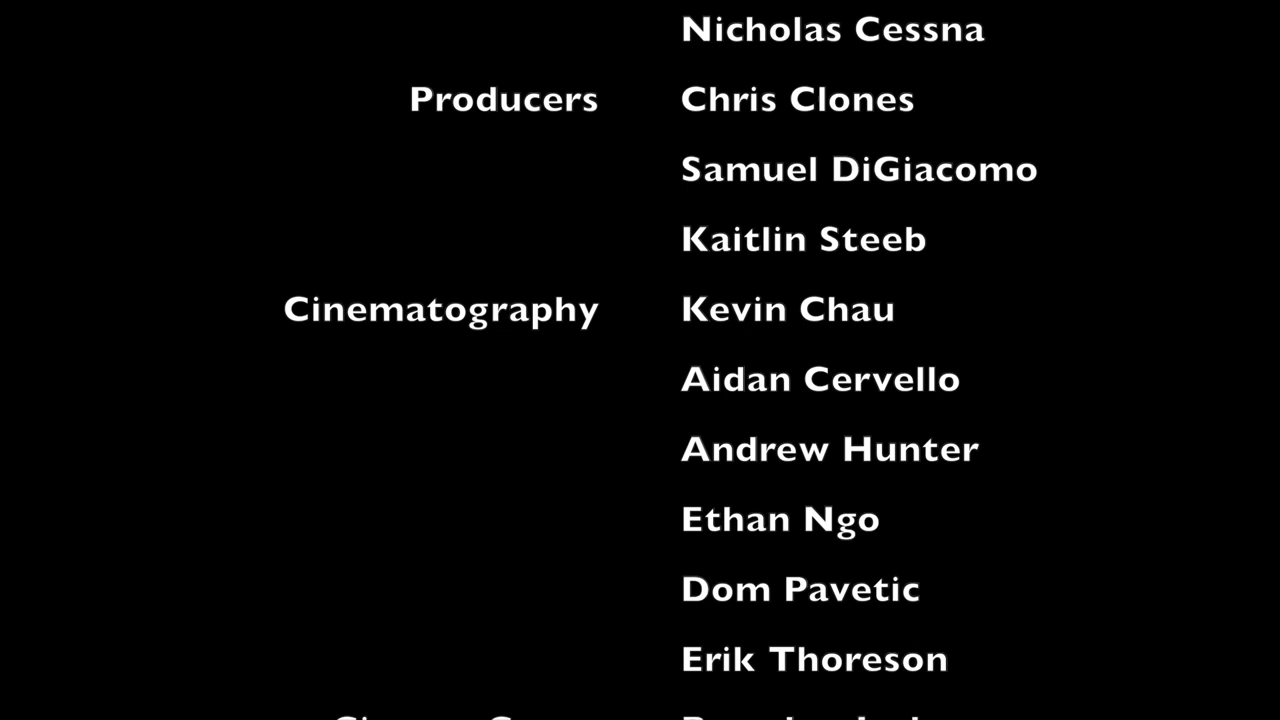 Nicholas Cessna
Producers Chris Clones
Samuel DiGiacomo
Kaitlin Steeb
Cinematography Kevin Chau
Aidan Cervello
Andrew Hunter
Ethan Ngo
Dom Pavetic
Erik Thoreson